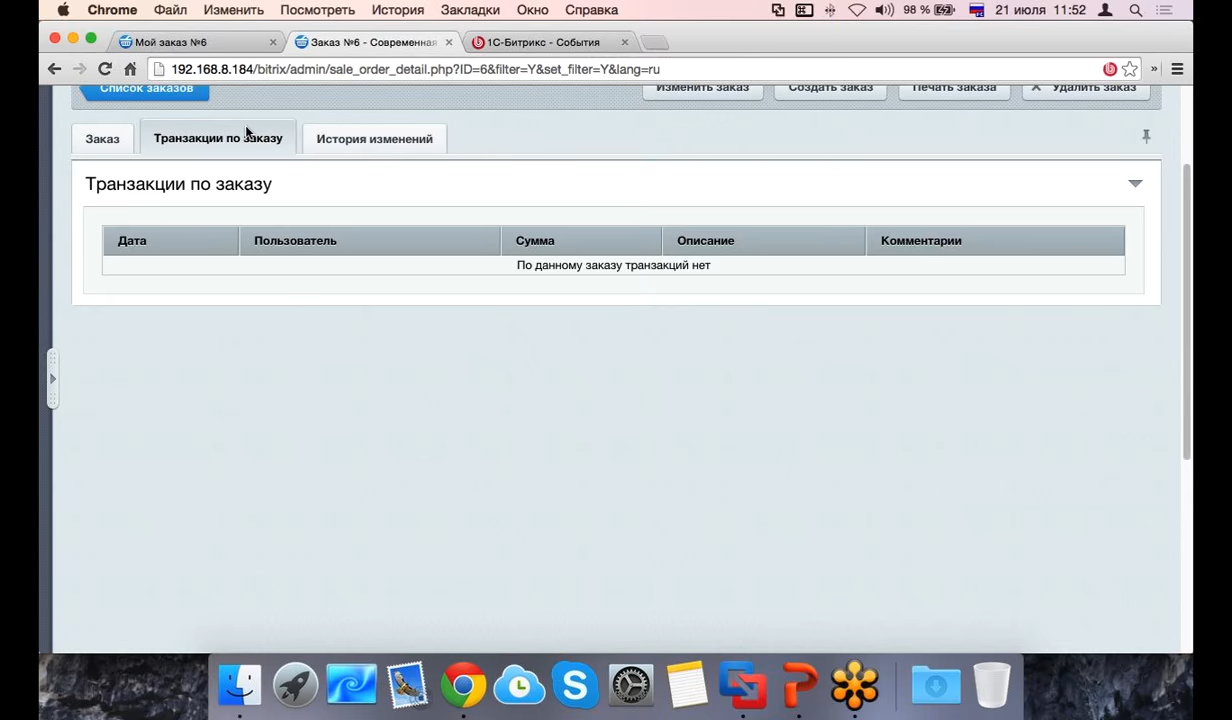 Chrome Файл Изменить Посмотреть История Закладки Окно Справка 98 % 21 июля 11:52
Мой заказ №6 × Заказ №6 - Современная × 1С-Битрикс - События ×
192.168.8.184/bitrix/admin/sale_order_detail.php?ID=6&filter=Y&set_filter=Y&lang=ru »
Список заказов Изменить заказ Создать заказ Печать заказа Удалить заказ
Заказ Транзакции по заказу История изменений
Транзакции по заказу
Дата Пользователь Сумма Описание Комментарии
По данному заказу транзакций нет